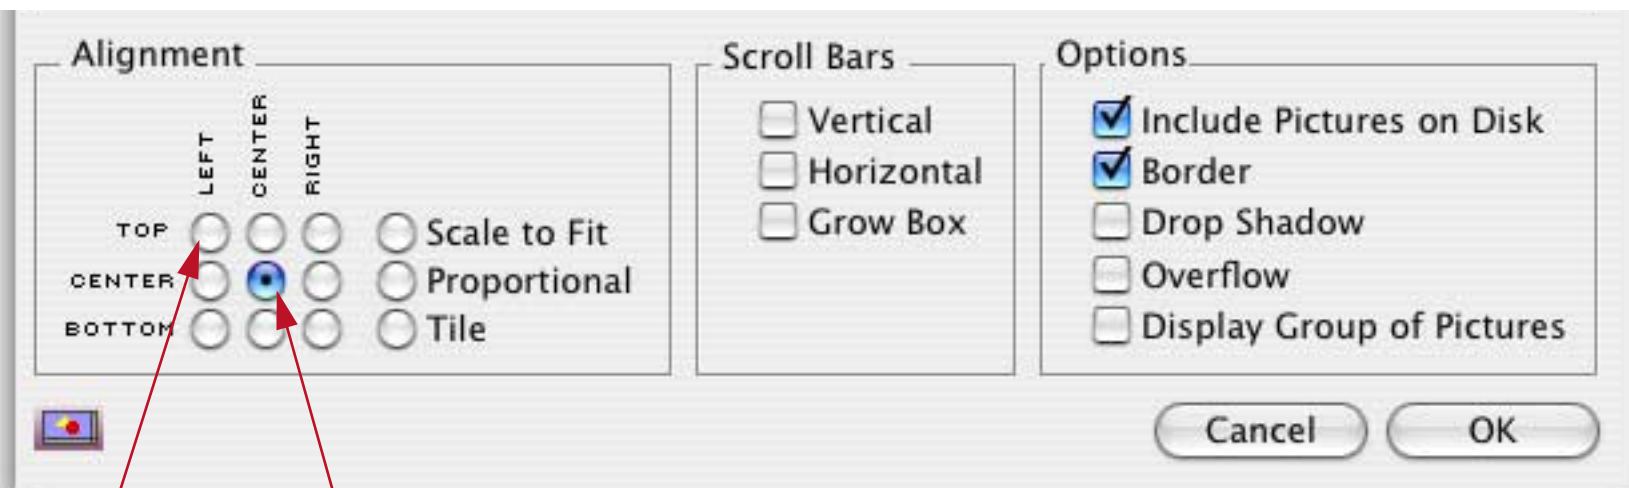 Alignment
LEFT
CENTER
RIGHT
TOP
CENTER
BOTTOM
Scale to Fit
Proportional
Tile
Scroll Bars
Vertical
Horizontal
Grow Box
Options
Include Pictures on Disk
Border
Drop Shadow
Overflow
Display Group of Pictures
Cancel
OK